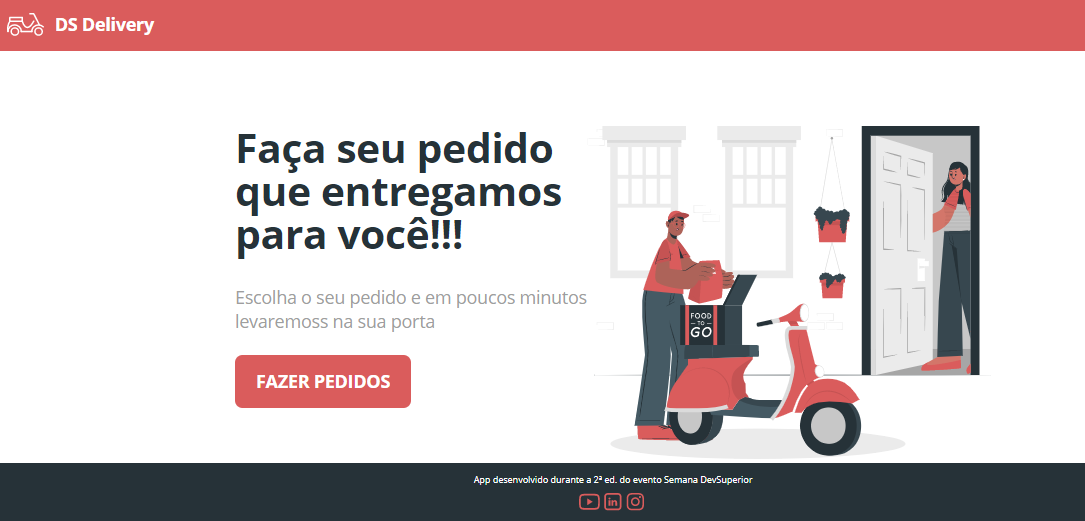 DS Delivery
Faça seu pedido
que entregamos
para você!!!
Escolha o seu pedido e em poucos minutos
levaremoss na sua porta
FAZER PEDIDOS
FOOD
TO
GO
App desenvolvido durante a 2ª ed. do evento Semana DevSuperior
in